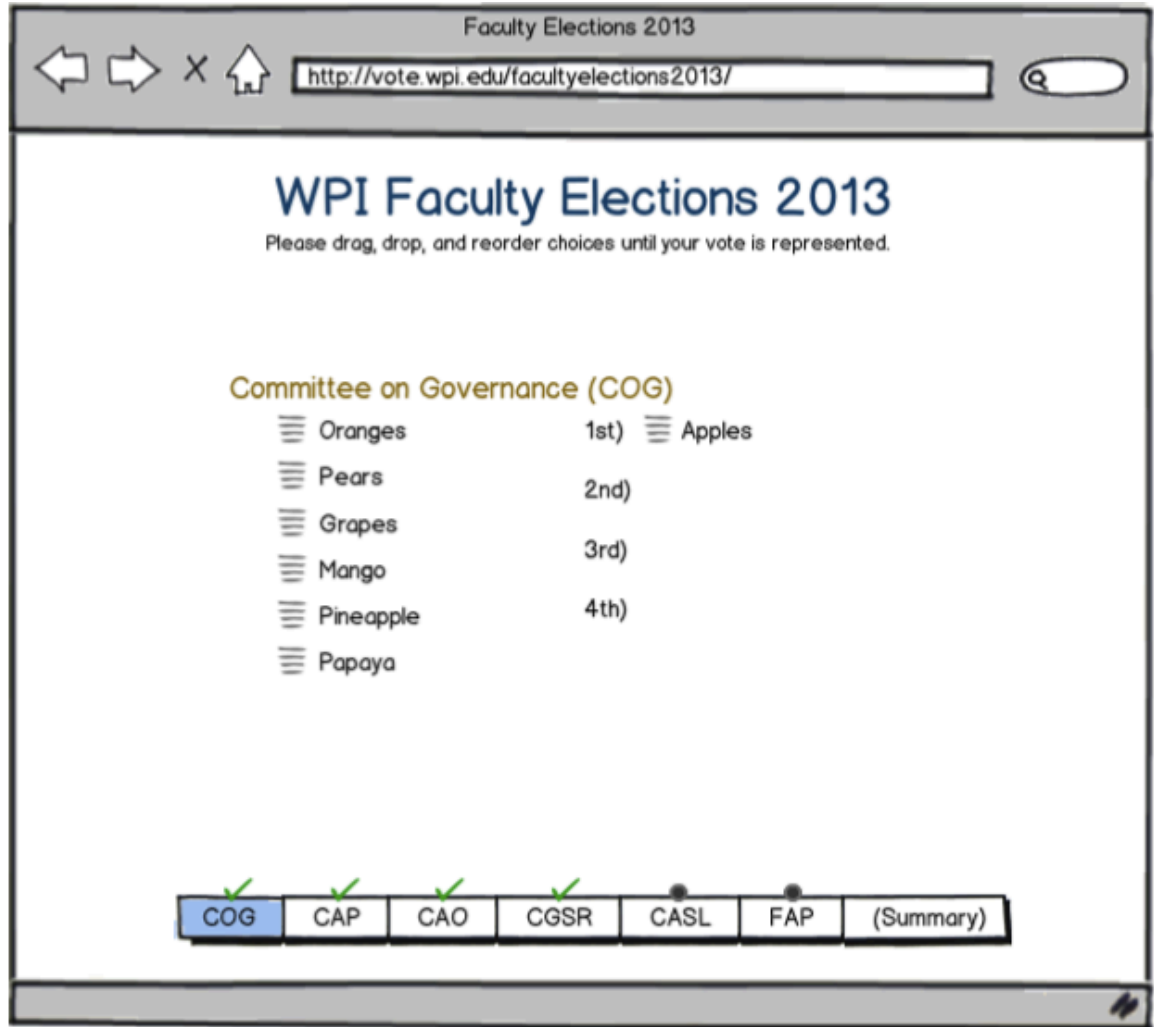 Faculty Elections 2013
http://vote.wpi.edu/facultyelections2013/
WPI Faculty Elections 2013
Please drag, drop, and reorder choices until your vote is represented.
Committee on Governance (COG)
Oranges
Pears
Grapes
Mango
Pineapple
Papaya
1st) Apples
2nd)
3rd)
4th)
COG CAP CAO CGSR CASL FAP (Summary)